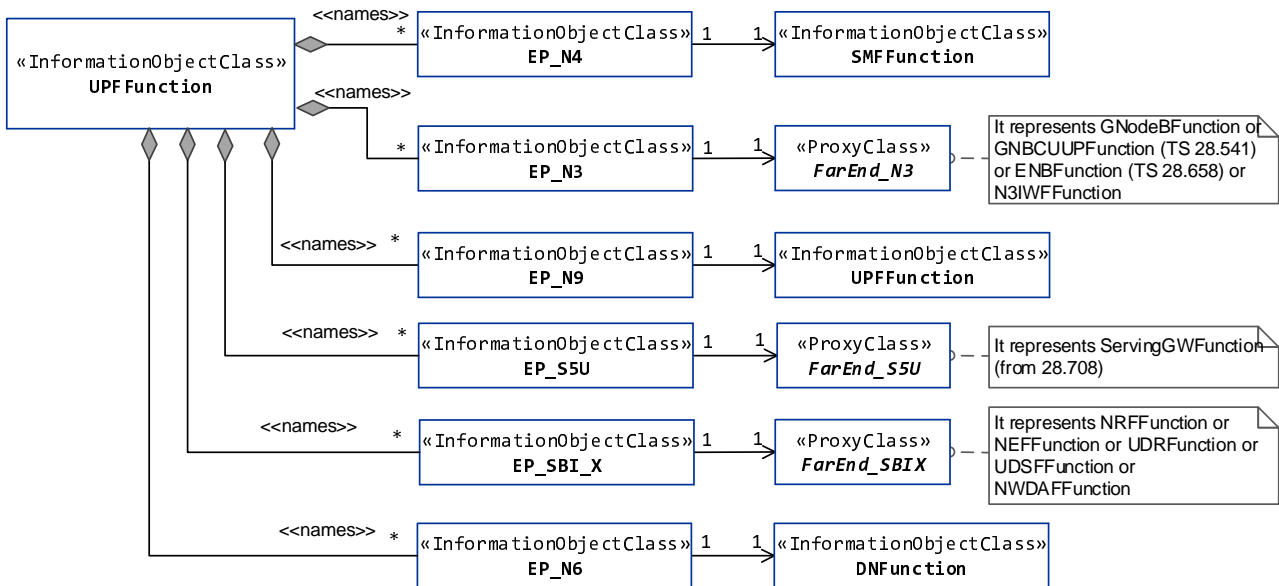 <<names>>
*
«InformationObjectClass»
UPFFunction
«InformationObjectClass»
EP_N4
1
1
«InformationObjectClass»
SMFFunction
<<names>>
*
«InformationObjectClass»
EP_N3
1
1
«ProxyClass»
FarEnd_N3
It represents GNodeBFunction or
GNBCUUPFunction (TS 28.541)
or ENBFunction (TS 28.658) or
N3IWFFunction
<<names>>
*
«InformationObjectClass»
EP_N9
1
1
«InformationObjectClass»
UPFFunction
<<names>>
*
«InformationObjectClass»
EP_S5U
1
1
«ProxyClass»
FarEnd_S5U
It represents ServingGWFunction
(from 28.708)
<<names>>
*
«InformationObjectClass»
EP_SBI_X
1
1
«ProxyClass»
FarEnd_SBIX
It represents NRFFunction or
NEFFunction or UDRFunction or
UDSFFunction or
NWDAFFunction
<<names>>
*
«InformationObjectClass»
EP_N6
1
1
«InformationObjectClass»
DNFunction